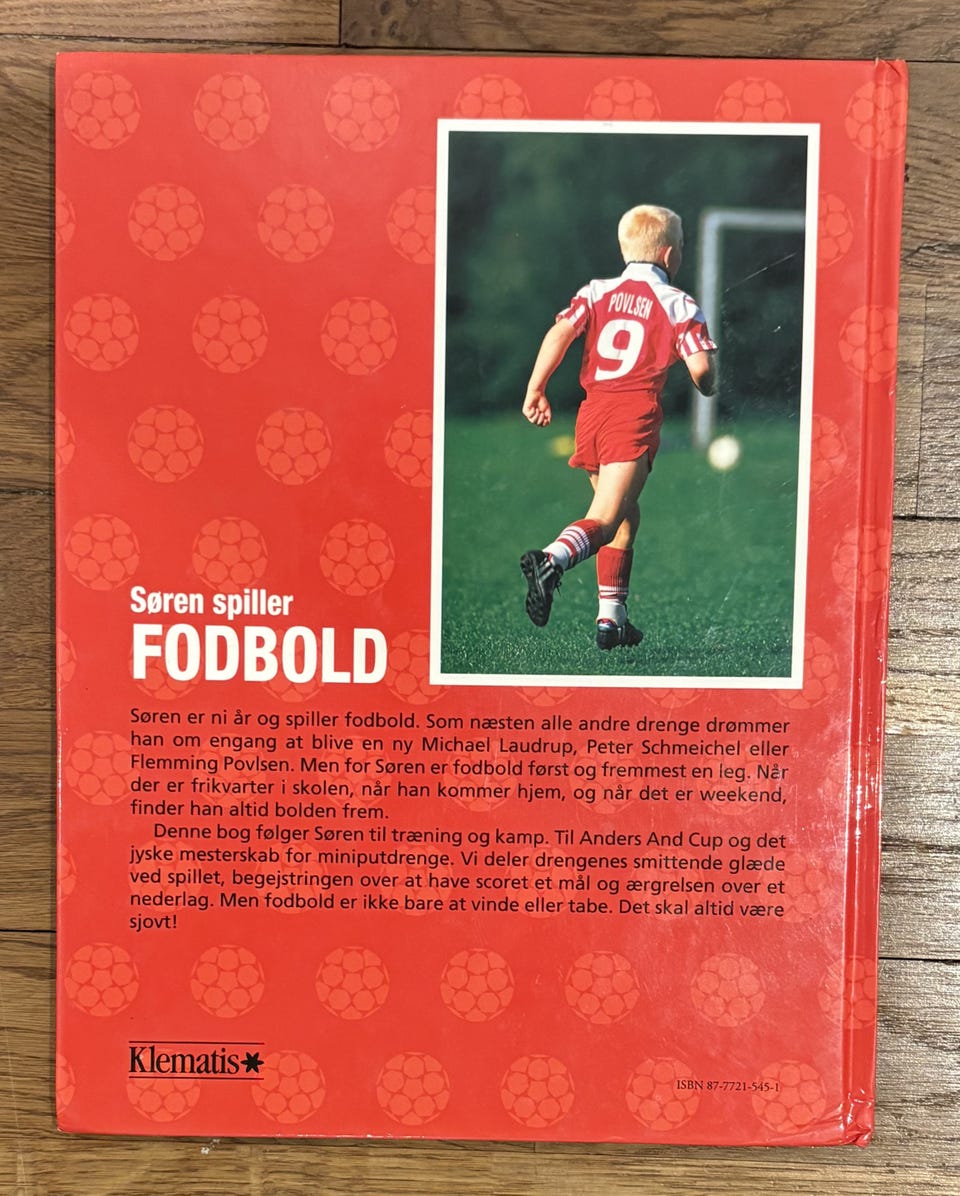 POVLSEN
9
Søren spiller
FODBOLD
Søren er ni år og spiller fodbold. Som næsten alle andre drenge drømmer
han om engang at blive en ny Michael Laudrup, Peter Schmeichel eller
Flemming Povlsen. Men for Søren er fodbold først og fremmest en leg. Når
der er frikvarter i skolen, når han kommer hjem, og når det er weekend,
finder han altid bolden frem.
Denne bog følger Søren til træning og kamp. Til Anders And Cup og det
jyske mesterskab for miniputdrenge. Vi deler drengenes smittende glæde
ved spillet, begejstringen over at have scoret et mål og ærgrelsen over et
nederlag. Men fodbold er ikke bare at vinde eller tabe. Det skal altid være
sjovt!
Klematis
ISBN 87-7721-545-1